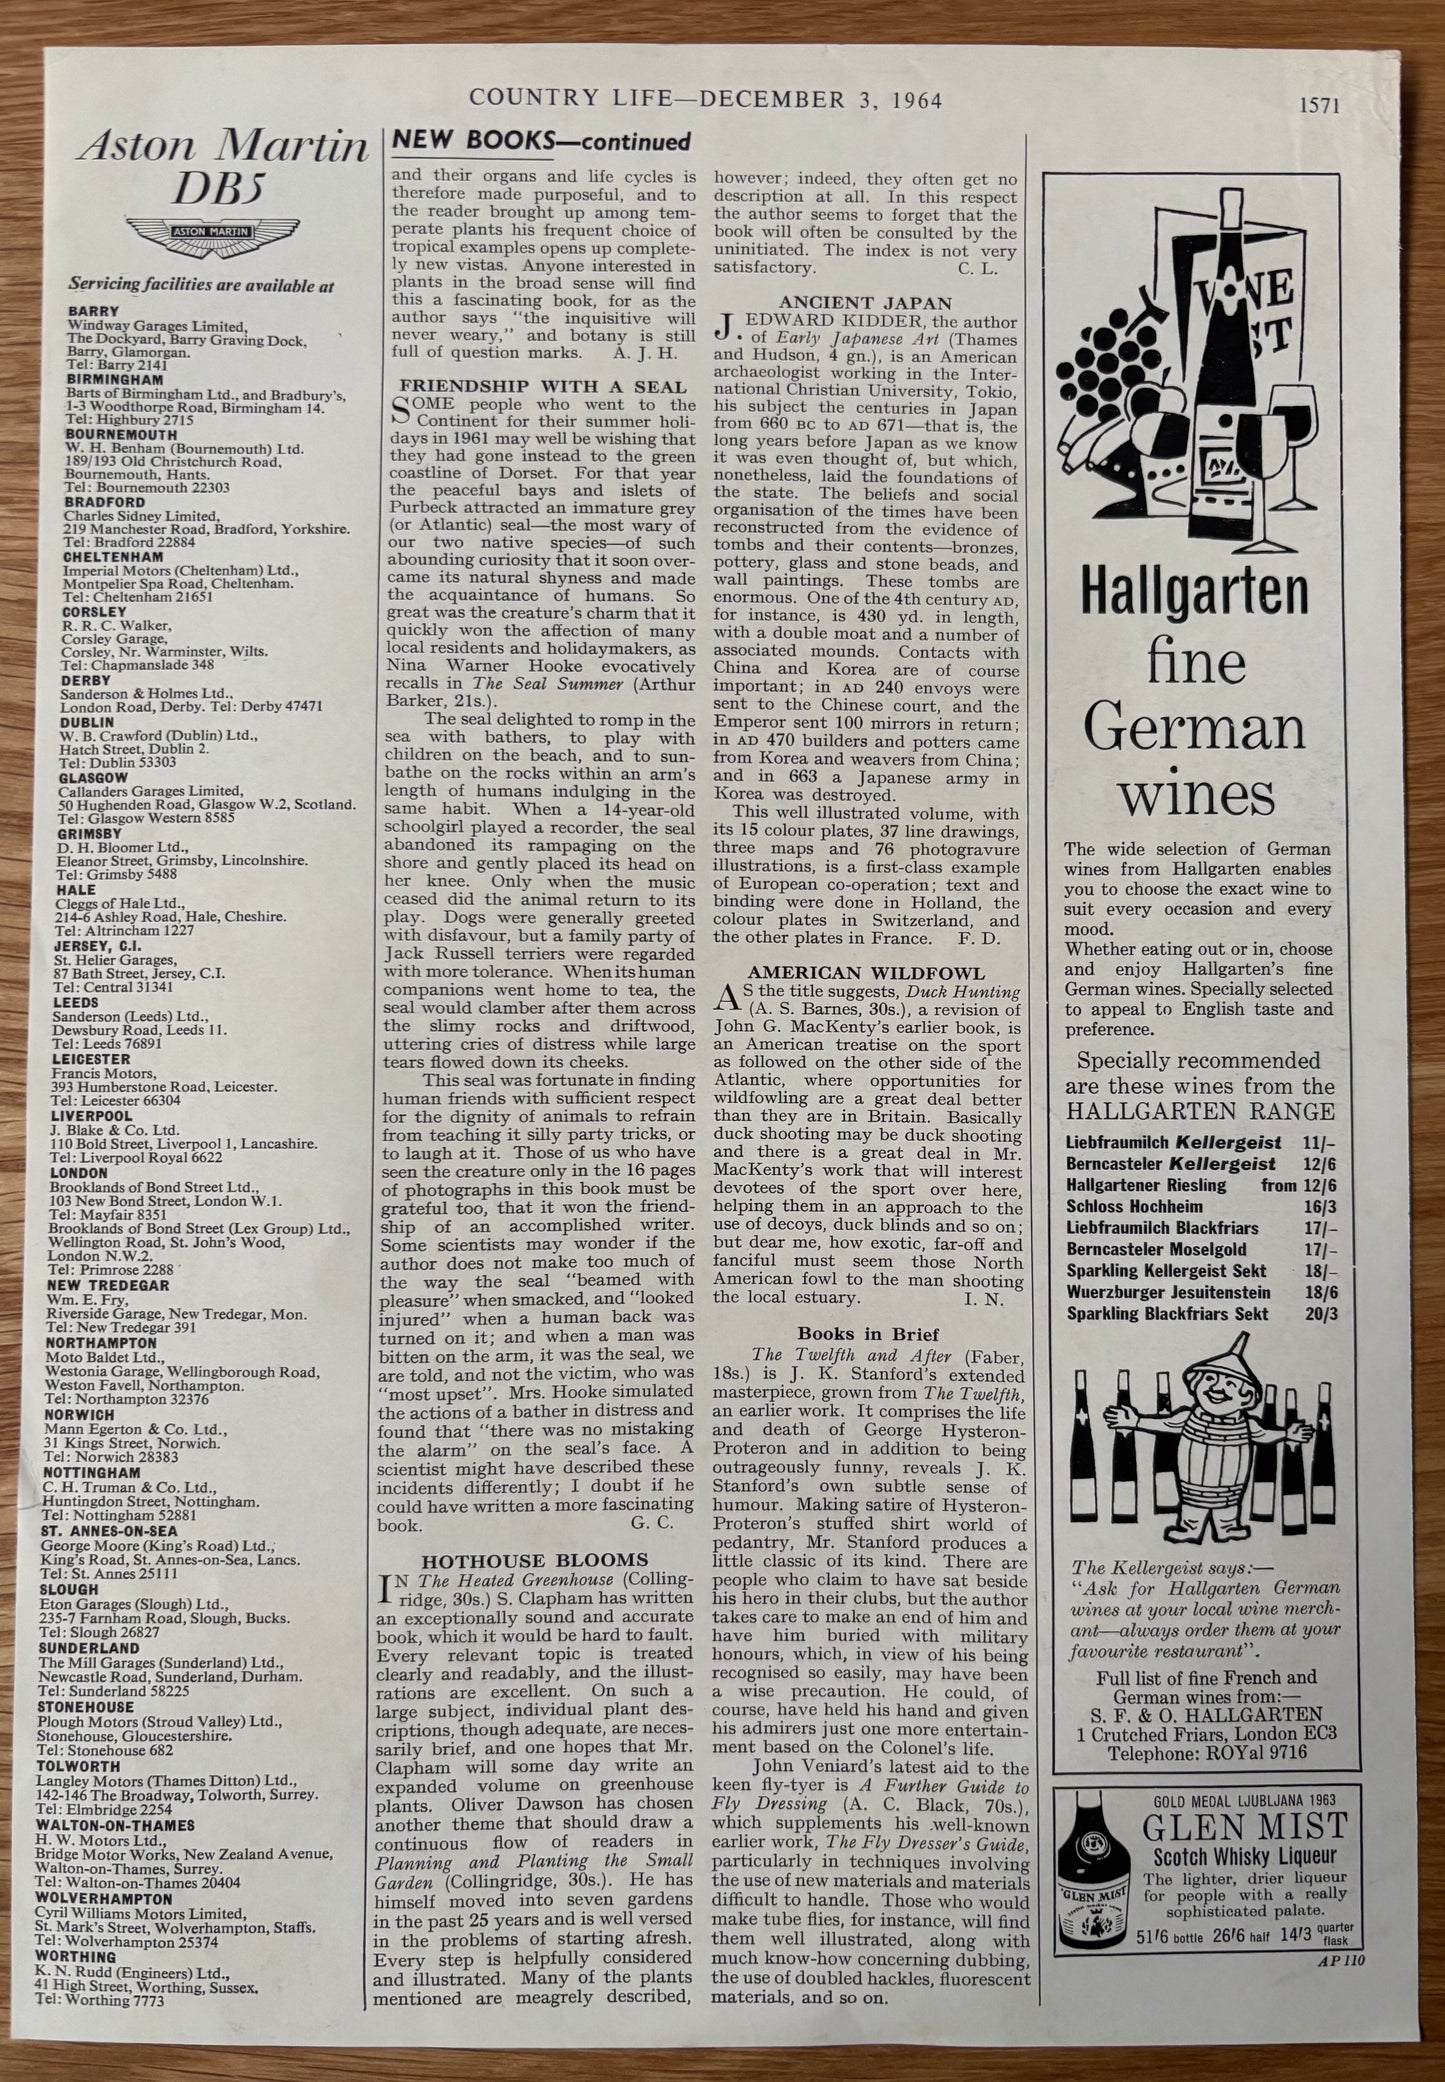 COUNTRY LIFE—DECEMBER 3, 1964
1571
Aston Martin
DB5
ASTON MARTIN
Servicing facilities are available at
BARRY
Windway Garages Limited,
The Dockyard, Barry Graving Dock,
Barry, Glamorgan.
Tel: Barry 2141
BIRMINGHAM
Barts of Birmingham Ltd., and Bradbury's,
1-3 Woodthorpe Road, Birmingham 14.
Tel: Highbury 2715
BOURNEMOUTH
W. H. Benham (Bournemouth) Ltd.
189/193 Old Christchurch Road,
Bournemouth, Hants.
Tel: Bournemouth 22303
BRADFORD
Charles Sidney Limited,
219 Manchester Road, Bradford, Yorkshire.
Tel: Bradford 22884
CHELTENHAM
Imperial Motors (Cheltenham) Ltd.,
Montpelier Spa Road, Cheltenham.
Tel: Cheltenham 21651
CORSLEY
R. R. C. Walker,
Corsley Garage,
Corsley, Nr. Warminster, Wilts.
Tel: Chapmanslade 348
DERBY
Sanderson & Holmes Ltd.,
London Road, Derby. Tel: Derby 47471
DUBLIN
W. B. Crawford (Dublin) Ltd.,
Hatch Street, Dublin 2.
Tel: Dublin 53303
GLASGOW
Callanders Garages Limited,
50 Hughenden Road, Glasgow W.2, Scotland.
Tel: Glasgow Western 8585
GRIMSBY
D. H. Bloomer Ltd.,
Eleanor Street, Grimsby, Lincolnshire.
Tel: Grimsby 5488
HALE
Cleggs of Hale Ltd.,
214-6 Ashley Road, Hale, Cheshire.
Tel: Altrincham 1227
JERSEY, C.I.
St. Helier Garages,
87 Bath Street, Jersey, C.I.
Tel: Central 31341
LEEDS
Sanderson (Leeds) Ltd.,
Dewsbury Road, Leeds 11.
Tel: Leeds 76891
LEICESTER
Francis Motors,
393 Humberstone Road, Leicester.
Tel: Leicester 66304
LIVERPOOL
J. Blake & Co. Ltd.
110 Bold Street, Liverpool 1, Lancashire.
Tel: Liverpool Royal 6622
LONDON
Brooklands of Bond Street Ltd.,
103 New Bond Street, London W.1.
Tel: Mayfair 8351
Brooklands of Bond Street (Lex Group) Ltd.,
Wellington Road, St. John's Wood,
London N.W.2.
Tel: Primrose 2288
NEW TREDEGAR
Wm. E. Fry,
Riverside Garage, New Tredegar, Mon.
Tel: New Tredegar 391
NORTHAMPTON
Moto Baldet Ltd.,
Westonia Garage, Wellingborough Road,
Weston Favell, Northampton.
Tel: Northampton 32376
NORWICH
Mann Egerton & Co. Ltd.,
31 Kings Street, Norwich.
Tel: Norwich 28383
NOTTINGHAM
C. H. Truman & Co. Ltd.,
Huntingdon Street, Nottingham.
Tel: Nottingham 52881
ST. ANNES-ON-SEA
George Moore (King's Road) Ltd.,
King's Road, St. Annes-on-Sea, Lancs.
Tel: St. Annes 25111
SLOUGH
Eton Garages (Slough) Ltd.,
235-7 Farnham Road, Slough, Bucks.
Tel: Slough 26827
SUNDERLAND
The Mill Garages (Sunderland) Ltd.,
Newcastle Road, Sunderland, Durham.
Tel: Sunderland 58225
STONEHOUSE
Plough Motors (Stroud Valley) Ltd.,
Stonehouse, Gloucestershire.
Tel: Stonehouse 682
TOLWORTH
Langley Motors (Thames Ditton) Ltd.,
142-146 The Broadway, Tolworth, Surrey.
Tel: Elmbridge 2254
WALTON-ON-THAMES
H. W. Motors Ltd.,
Bridge Motor Works, New Zealand Avenue,
Walton-on-Thames, Surrey.
Tel: Walton-on-Thames 20404
WOLVERHAMPTON
Cyril Williams Motors Limited,
St. Mark's Street, Wolverhampton, Staffs.
Tel: Wolverhampton 25374
WORTHING
K. N. Rudd (Engineers) Ltd.,
41 High Street, Worthing, Sussex.
Tel: Worthing 7773
NEW BOOKS—continued
and their organs and life cycles is
therefore made purposeful, and to
the reader brought up among tem-
perate plants his frequent choice of
tropical examples opens up complete-
ly new vistas. Anyone interested in
plants in the broad sense will find
this a fascinating book, for as the
author says "the inquisitive will
never weary," and botany is still
full of question marks. A. J. H.
FRIENDSHIP WITH A SEAL
SOME people who went to the
Continent for their summer holi-
days in 1961 may well be wishing that
they had gone instead to the green
coastline of Dorset. For that year
the peaceful bays and islets of
Purbeck attracted an immature grey
(or Atlantic) seal—the most wary of
our two native species—of such
abounding curiosity that it soon over-
came its natural shyness and made
the acquaintance of humans. So
great was the creature's charm that it
quickly won the affection of many
local residents and holidaymakers, as
Nina Warner Hooke evocatively
recalls in The Seal Summer (Arthur
Barker, 21s.).
The seal delighted to romp in the
sea with bathers, to play with
children on the beach, and to sun-
bathe on the rocks within an arm's
length of humans indulging in the
same habit. When a 14-year-old
schoolgirl played a recorder, the seal
abandoned its rampaging on the
shore and gently placed its head on
her knee. Only when the music
ceased did the animal return to its
play. Dogs were generally greeted
with disfavour, but a family party of
Jack Russell terriers were regarded
with more tolerance. When its human
companions went home to tea, the
seal would clamber after them across
the slimy rocks and driftwood,
uttering cries of distress while large
tears flowed down its cheeks.
This seal was fortunate in finding
human friends with sufficient respect
for the dignity of animals to refrain
from teaching it silly party tricks, or
to laugh at it. Those of us who have
seen the creature only in the 16 pages
of photographs in this book must be
grateful too, that it won the friend-
ship of an accomplished writer.
Some scientists may wonder if the
author does not make too much of
the way the seal "beamed with
pleasure" when smacked, and "looked
injured" when a human back was
turned on it; and when a man was
bitten on the arm, it was the seal, we
are told, and not the victim, who was
"most upset". Mrs. Hooke simulated
the actions of a bather in distress and
found that "there was no mistaking
the alarm" on the seal's face. A
scientist might have described these
incidents differently; I doubt if he
could have written a more fascinating
book. G. C.
HOTHOUSE BLOOMS
IN The Heated Greenhouse (Colling-
ridge, 30s.) S. Clapham has written
an exceptionally sound and accurate
book, which it would be hard to fault.
Every relevant topic is treated
clearly and readably, and the illust-
rations are excellent. On such a
large subject, individual plant des-
criptions, though adequate, are neces-
sarily brief, and one hopes that Mr.
Clapham will some day write an
expanded volume on greenhouse
plants. Oliver Dawson has chosen
another theme that should draw a
continuous flow of readers in
Planning and Planting the Small
Garden (Collingridge, 30s.). He has
himself moved into seven gardens
in the past 25 years and is well versed
in the problems of starting afresh.
Every step is helpfully considered
and illustrated. Many of the plants
mentioned are meagrely described,
however; indeed, they often get no
description at all. In this respect
the author seems to forget that the
book will often be consulted by the
uninitiated. The index is not very
satisfactory. C. L.
ANCIENT JAPAN
J. EDWARD KIDDER, the author
of Early Japanese Art (Thames
and Hudson, 4 gn.), is an American
archaeologist working in the Inter-
national Christian University, Tokio,
his subject the centuries in Japan
from 660 BC to AD 671—that is, the
long years before Japan as we know
it was even thought of, but which,
nonetheless, laid the foundations of
the state. The beliefs and social
organisation of the times have been
reconstructed from the evidence of
tombs and their contents—bronzes,
pottery, glass and stone beads, and
wall paintings. These tombs are
enormous. One of the 4th century AD,
for instance, is 430 yd. in length,
with a double moat and a number of
associated mounds. Contacts with
China and Korea are of course
important; in AD 240 envoys were
sent to the Chinese court, and the
Emperor sent 100 mirrors in return;
in AD 470 builders and potters came
from Korea and weavers from China;
and in 663 a Japanese army in
Korea was destroyed.
This well illustrated volume, with
its 15 colour plates, 37 line drawings,
three maps and 76 photogravure
illustrations, is a first-class example
of European co-operation; text and
binding were done in Holland, the
colour plates in Switzerland, and
the other plates in France. F. D.
AMERICAN WILDFOWL
AS the title suggests, Duck Hunting
(A. S. Barnes, 30s.), a revision of
John G. MacKenty's earlier book, is
an American treatise on the sport
as followed on the other side of the
Atlantic, where opportunities for
wildfowling are a great deal better
than they are in Britain. Basically
duck shooting may be duck shooting
and there is a great deal in Mr.
MacKenty's work that will interest
devotees of the sport over here,
helping them in an approach to the
use of decoys, duck blinds and so on;
but dear me, how exotic, far-off and
fanciful must seem those North
American fowl to the man shooting
the local estuary. I. N.
Books in Brief
The Twelfth and After (Faber,
18s.) is J. K. Stanford's extended
masterpiece, grown from The Twelfth,
an earlier work. It comprises the life
and death of George Hysteron-
Proteron and in addition to being
outrageously funny, reveals J. K.
Stanford's own subtle sense of
humour. Making satire of Hysteron-
Proteron's stuffed shirt world of
pedantry, Mr. Stanford produces a
little classic of its kind. There are
people who claim to have sat beside
his hero in their clubs, but the author
takes care to make an end of him and
have him buried with military
honours, which, in view of his being
recognised so easily, may have been
a wise precaution. He could, of
course, have held his hand and given
his admirers just one more entertain-
ment based on the Colonel's life.
John Veniard's latest aid to the
keen fly-tyer is A Further Guide to
Fly Dressing (A. C. Black, 70s.),
which supplements his well-known
earlier work, The Fly Dresser's Guide,
particularly in techniques involving
the use of new materials and materials
difficult to handle. Those who would
make tube flies, for instance, will find
them well illustrated, along with
much know-how concerning dubbing,
the use of doubled hackles, fluorescent
materials, and so on.
WINE
Hallgarten
fine
German
wines
The wide selection of German
wines from Hallgarten enables
you to choose the exact wine to
suit every occasion and every
mood.
Whether eating out or in, choose
and enjoy Hallgarten's fine
German wines. Specially selected
to appeal to English taste and
preference.
Specially recommended
are these wines from the
HALLGARTEN RANGE
Liebfraumilch Kellergeist 11/–
Berncasteler Kellergeist 12/6
Hallgartener Riesling from 12/6
Schloss Hochheim 16/3
Liebfraumilch Blackfriars 17/–
Berncasteler Moselgold 17/–
Sparkling Kellergeist Sekt 18/–
Wuerzburger Jesuitenstein 18/6
Sparkling Blackfriars Sekt 20/3
The Kellergeist says:—
"Ask for Hallgarten German
wines at your local wine merch-
ant—always order them at your
favourite restaurant".
Full list of fine French and
German wines from:—
S. F. & O. HALLGARTEN
1 Crutched Friars, London EC3
Telephone: ROYal 9716
GOLD MEDAL LJUBLJANA 1963
GLEN MIST
Scotch Whisky Liqueur
The lighter, drier liqueur
for people with a really
sophisticated palate.
GLEN MIST
51/6 bottle 26/6 half 14/3 quarter flask
AP 110